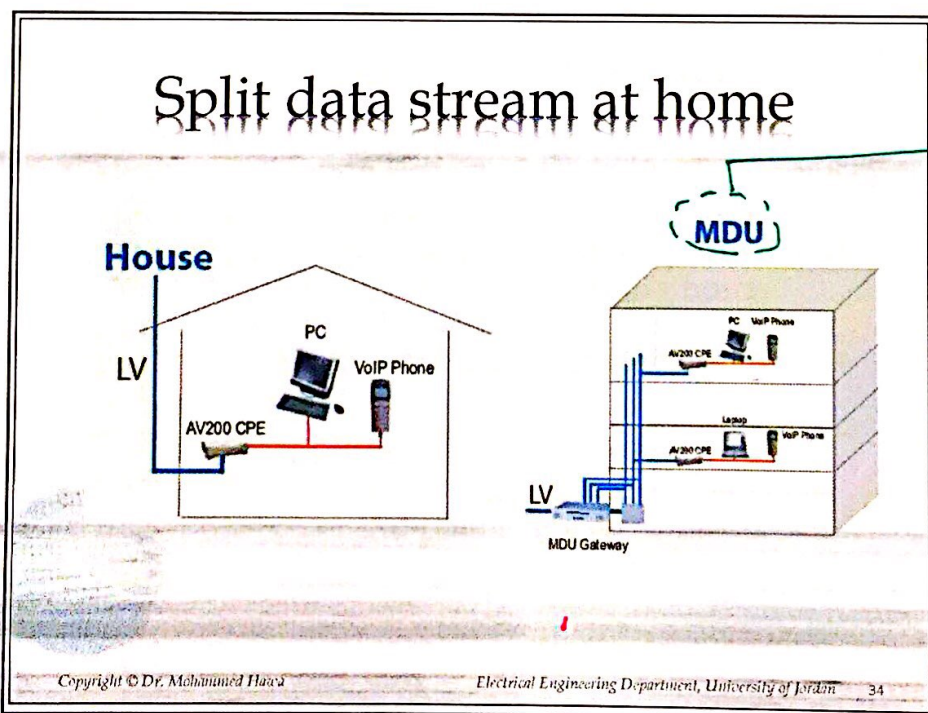 Split data stream at home
MDU
House
PC
LV
VoIP Phone
AV200 CPE
PC VoIP Phone
AV200 CPE
Laptop
AV200 CPE
VoIP Phone
LV
MDU Gateway
Copyright © Dr. Mohammed Hawa
Electrical Engineering Department, University of Jordan 34